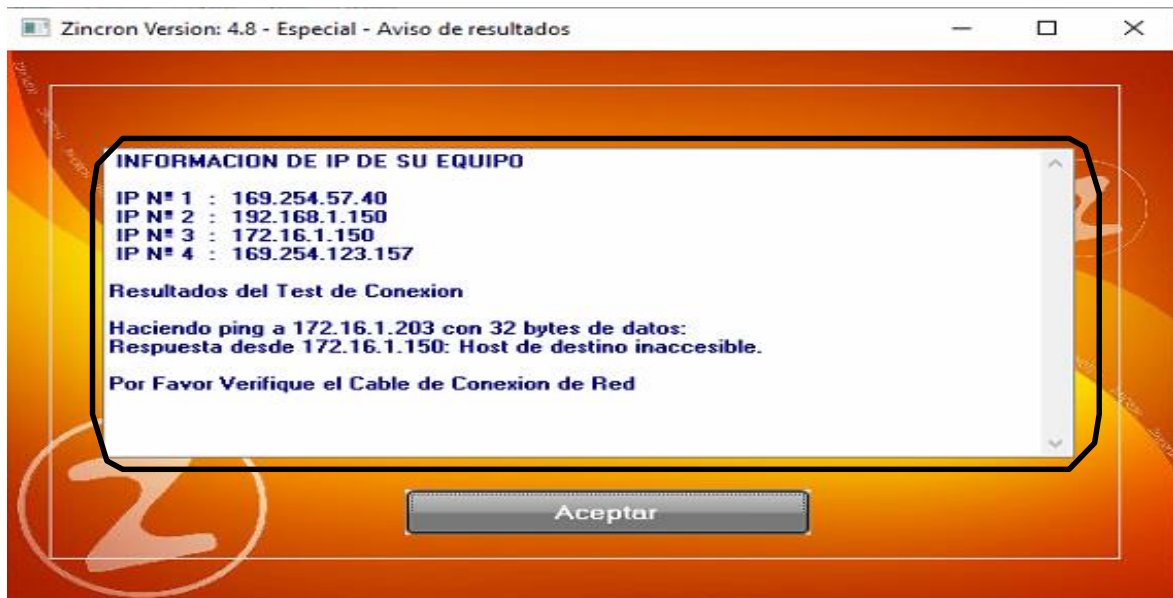 Zincron Version: 4.8 - Especial - Aviso de resultados
INFORMACION DE IP DE SU EQUIPO
IP Nº 1 : 169.254.57.40
IP Nº 2 : 192.168.1.150
IP Nº 3 : 172.16.1.150
IP Nº 4 : 169.254.123.157
Resultados del Test de Conexion
Haciendo ping a 172.16.1.203 con 32 bytes de datos:
Respuesta desde 172.16.1.150: Host de destino inaccesible.
Por Favor Verifique el Cable de Conexion de Red
Aceptar